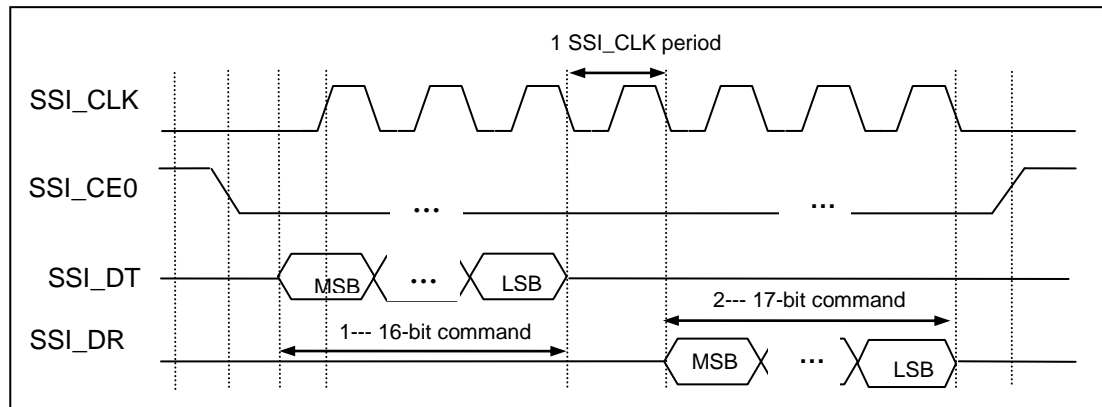 1 SSI_CLK period
SSI_CLK
SSI_CE0
... ...
SSI_DT
MSB ... LSB
2--- 17-bit command
1--- 16-bit command
SSI_DR
MSB ... LSB